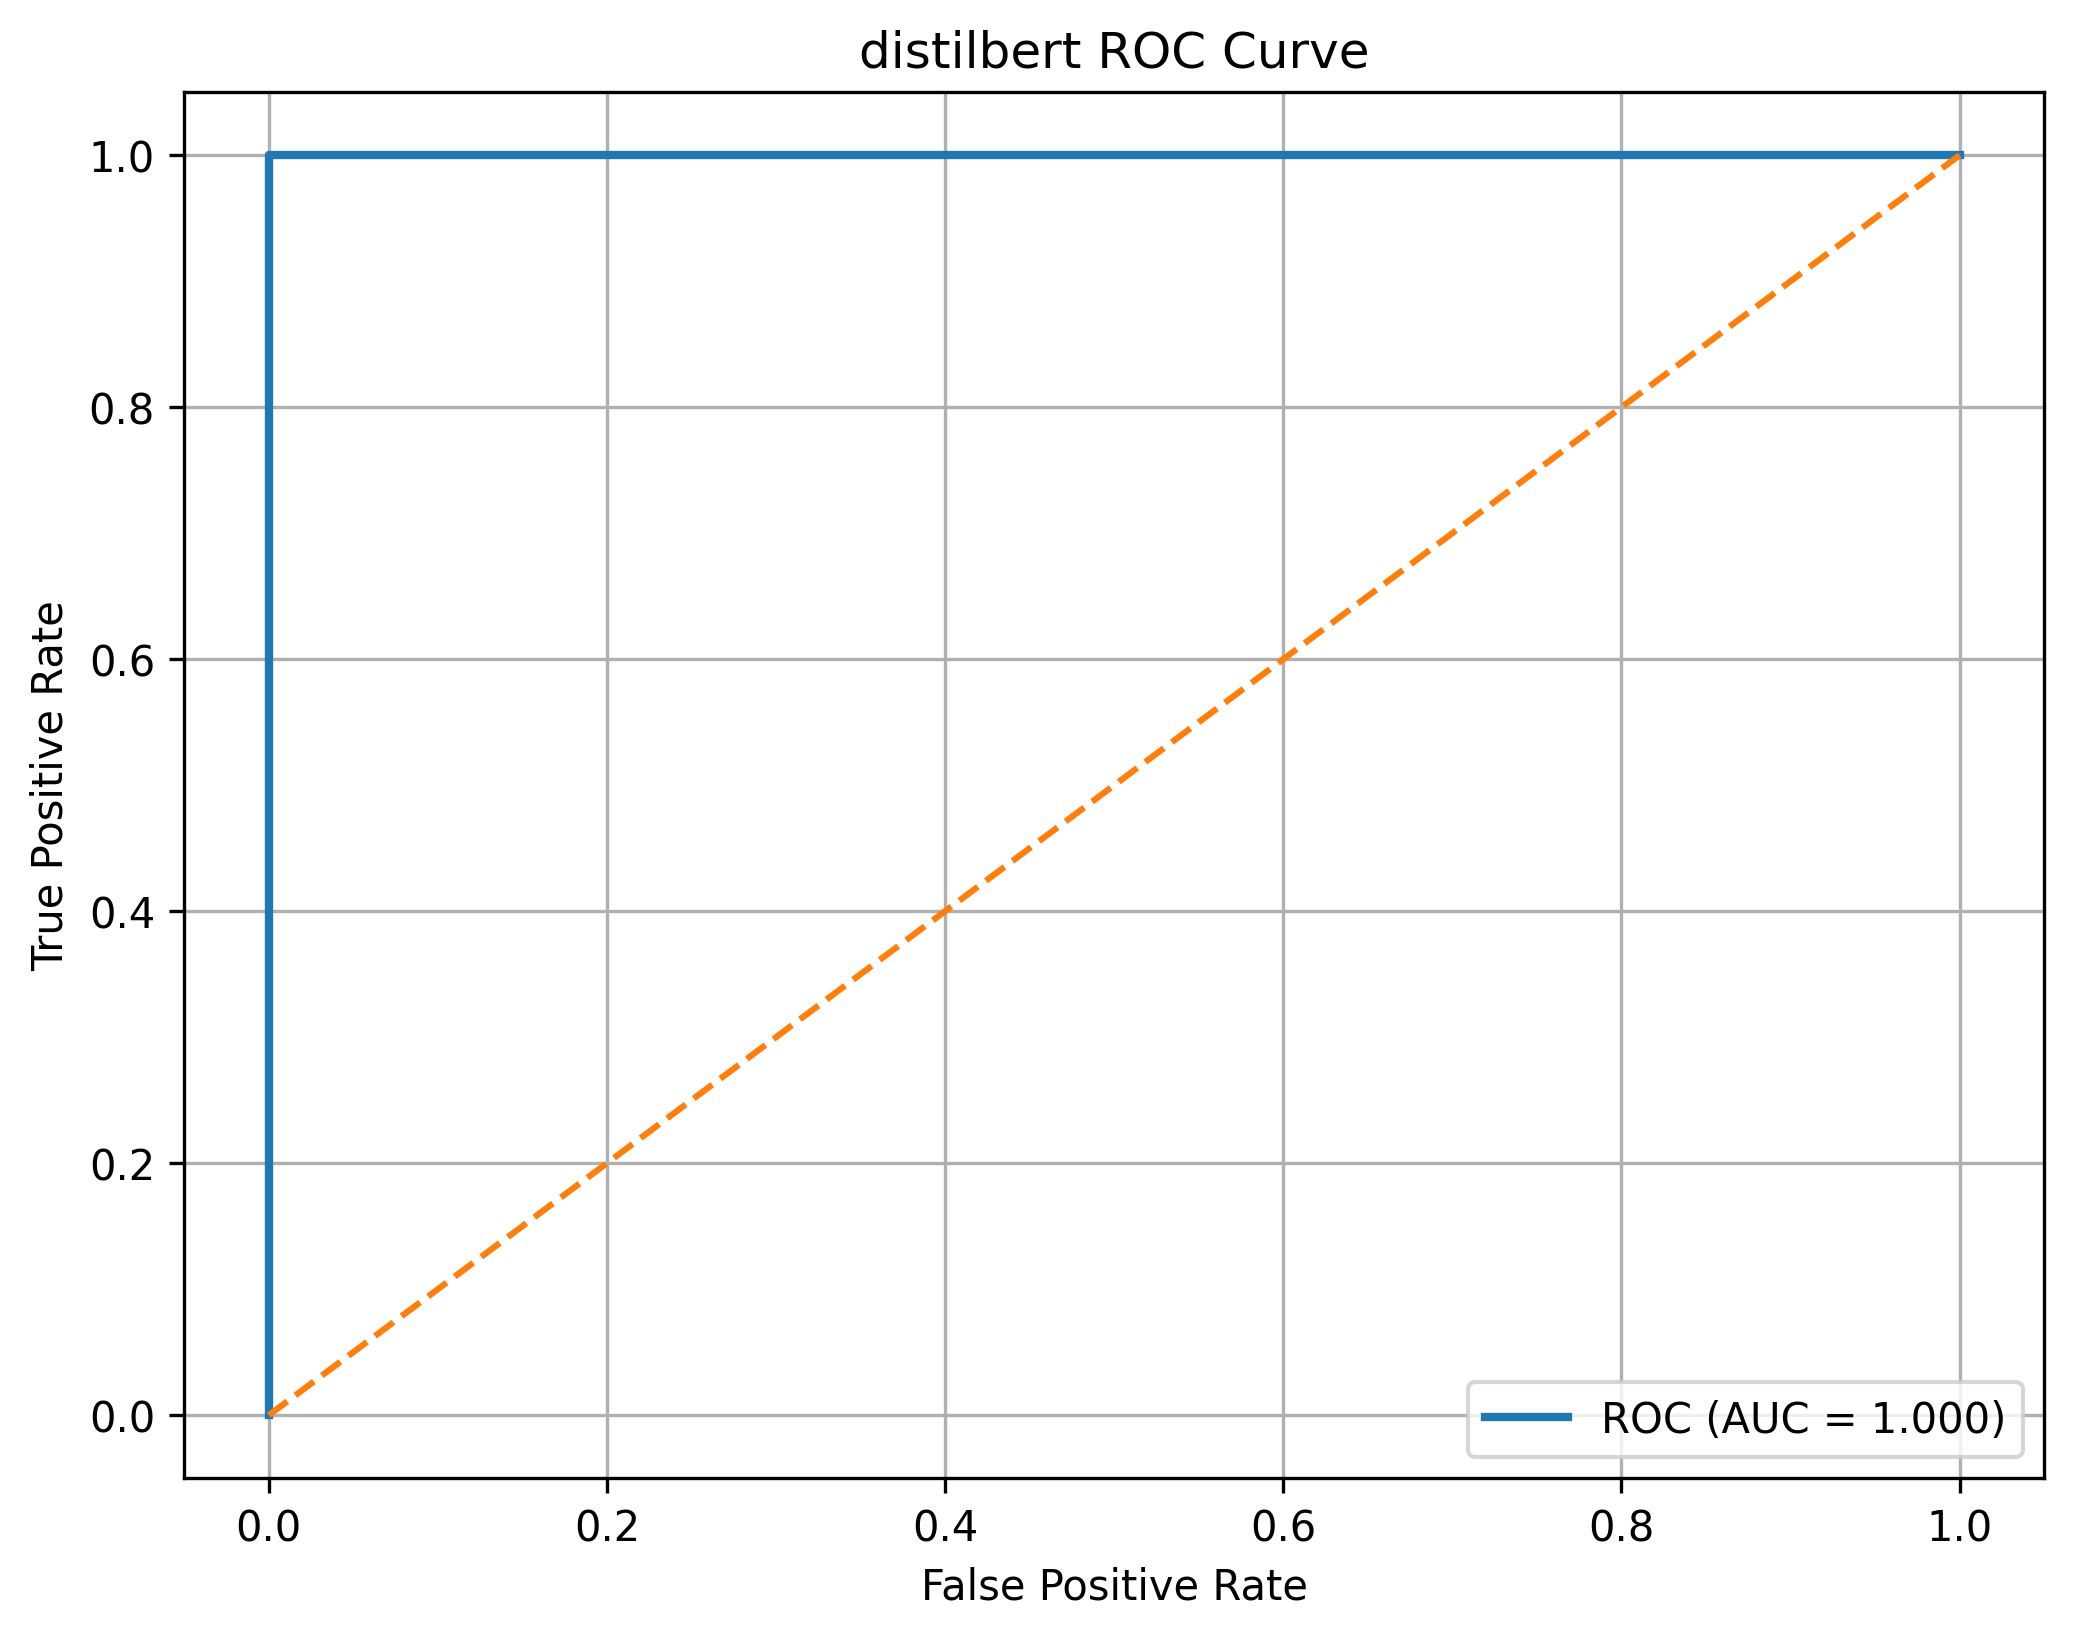 distilbert ROC Curve
True Positive Rate
1.0
0.8
0.6
0.4
0.2
0.0
ROC (AUC = 1.000)
0.0 0.2 0.4 0.6 0.8 1.0
False Positive Rate